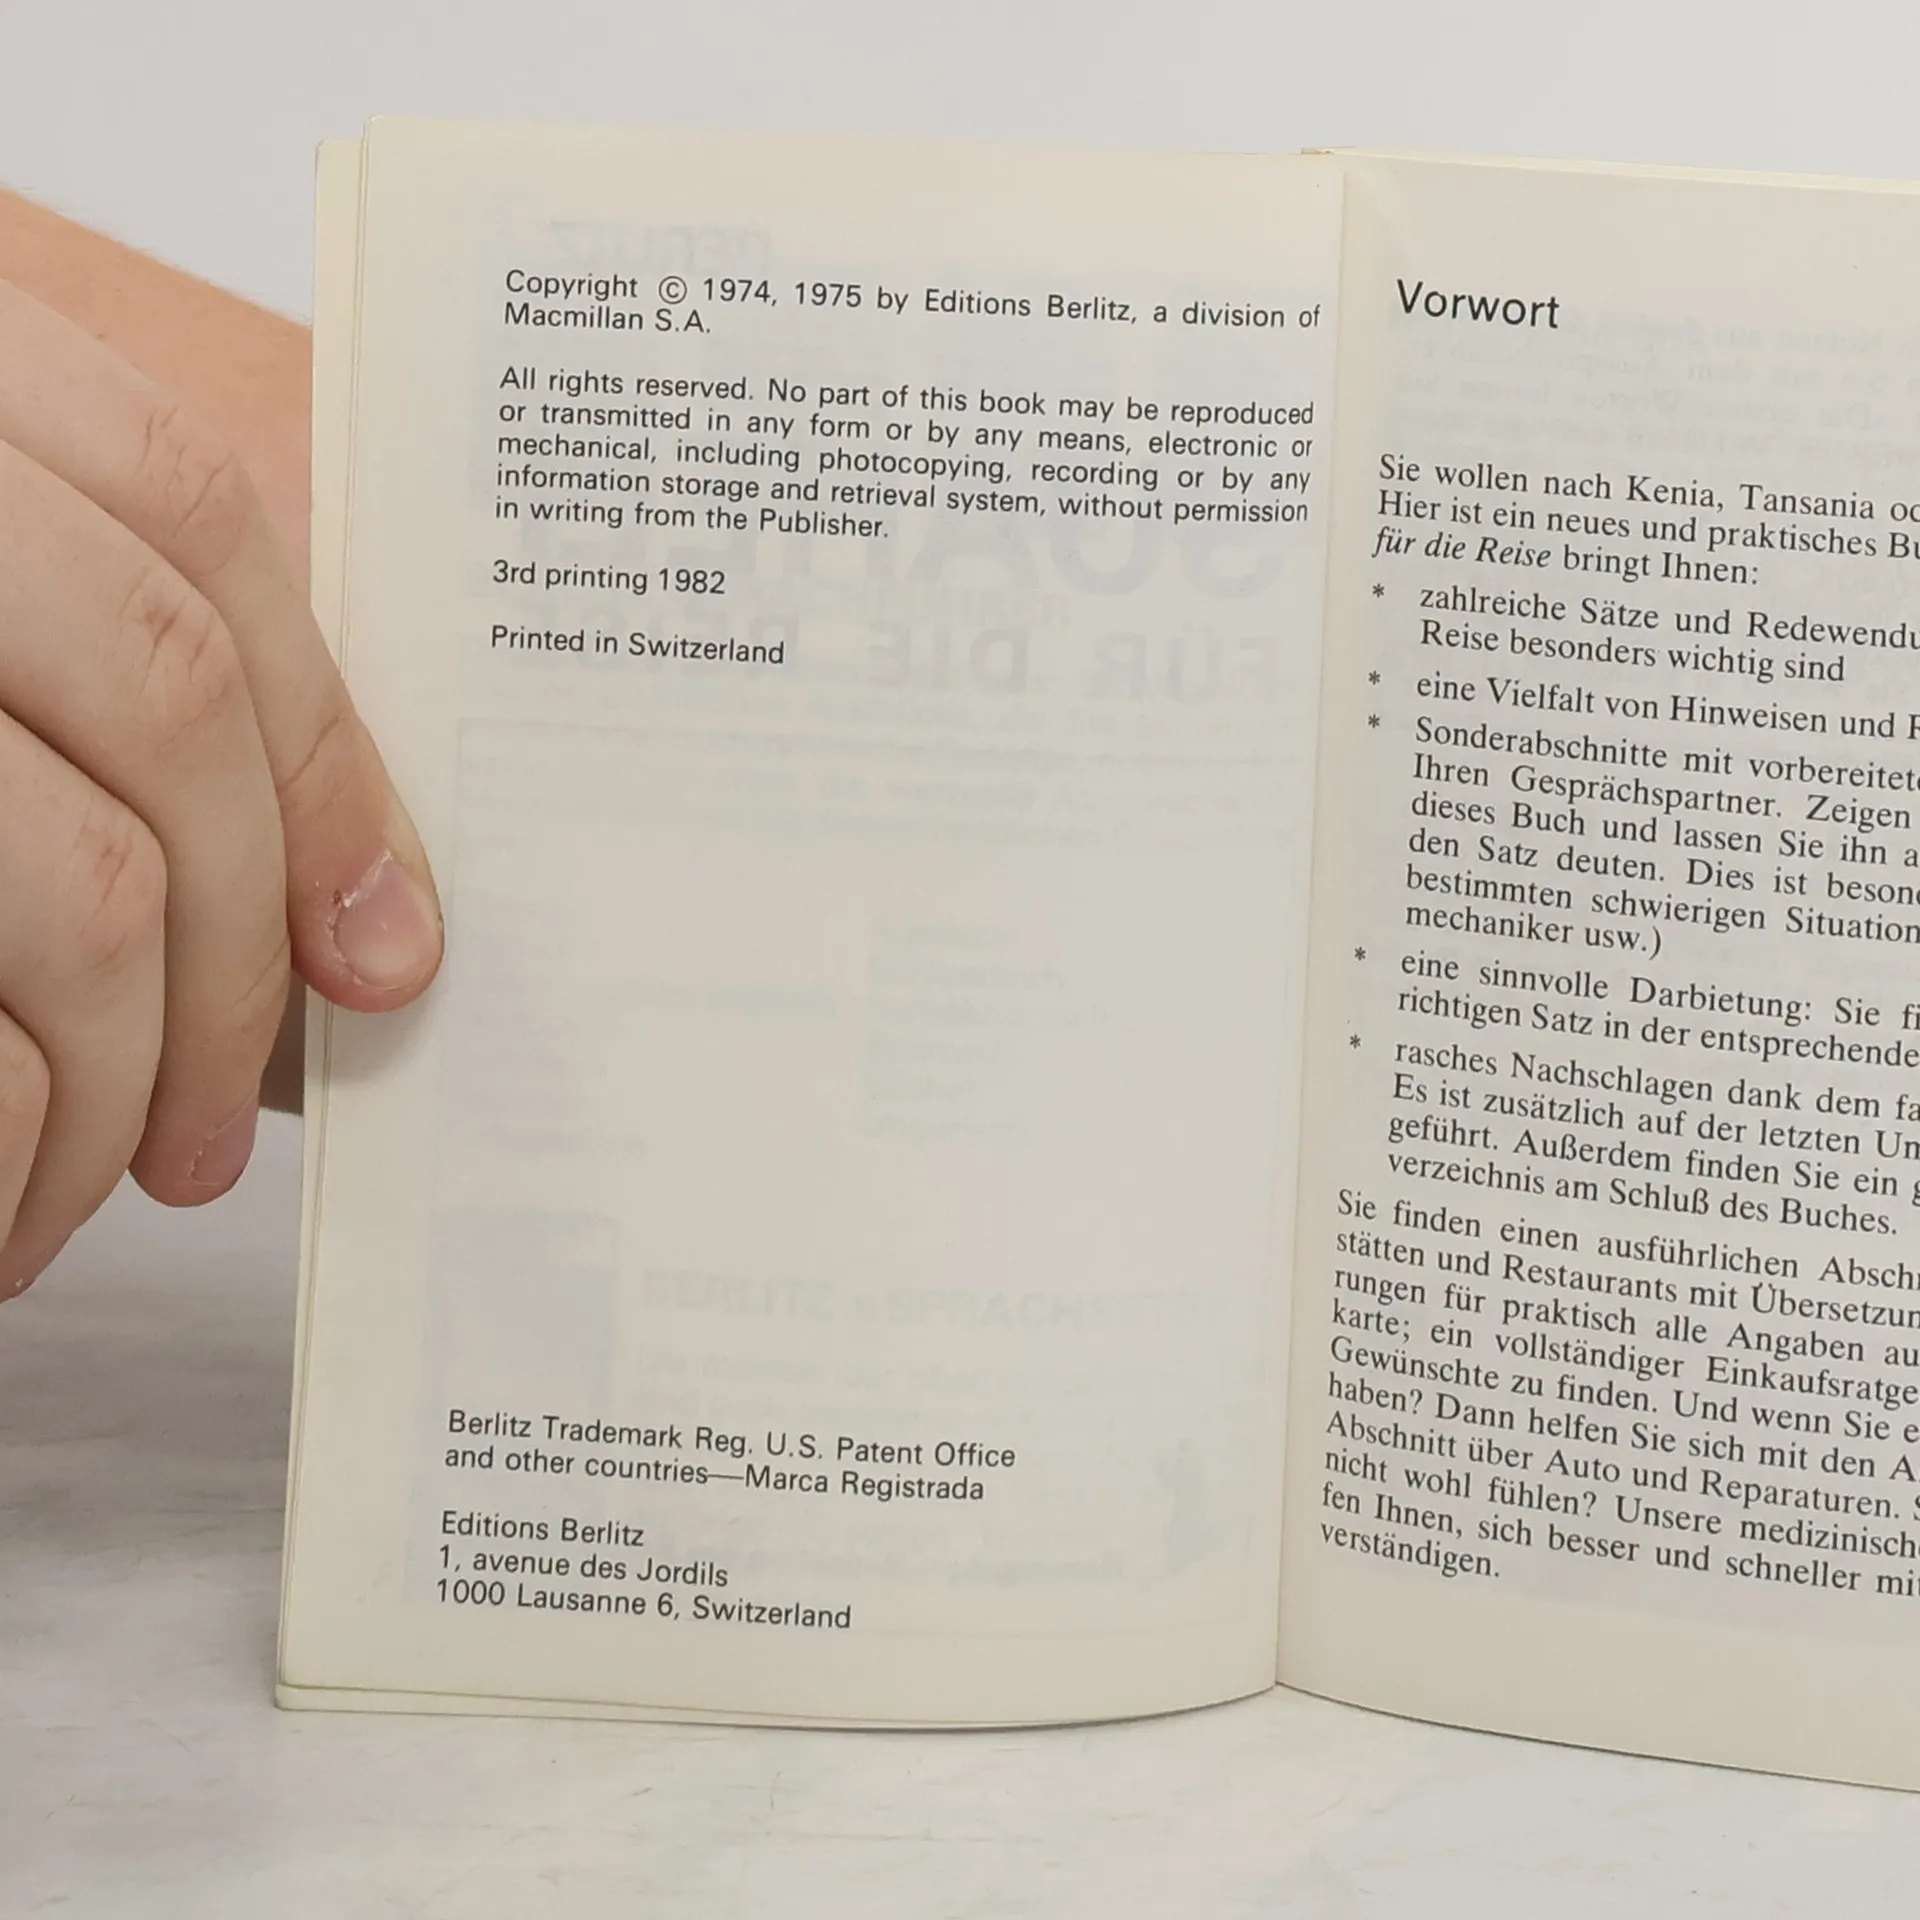 Copyright © 1974, 1975 by Editions Berlitz, a division of
Macmillan S.A.
All rights reserved. No part of this book may be reproduced
or transmitted in any form or by any means, electronic or
mechanical, including photocopying, recording or by any
information storage and retrieval system, without permission
in writing from the Publisher.
3rd printing 1982
Printed in Switzerland
Berlitz Trademark Reg. U.S. Patent Office
and other countries—Marca Registrada
Editions Berlitz
1, avenue des Jordils
1000 Lausanne 6, Switzerland
Vorwort
Sie wollen nach Kenia, Tansania
Hier ist ein neues und praktisches
für die Reise bringt Ihnen:
* zahlreiche Sätze und
Reise besonders wichtig sind
* eine Vielfalt von Hinweisen und
* Sonderabschnitte mit
Ihren Gesprächspartner. Zeigen
dieses Buch und lassen Sie ihn
den Satz deuten. Dies ist
bestimmten schwierigen
mechaniker usw.)
* eine sinnvolle Darbietung: Sie
richtigen Satz in der
* rasches Nachschlagen dank dem
Es ist zusätzlich auf der letzten
geführt. Außerdem finden Sie ein
verzeichnis am Schluß des Buches.
Sie finden einen ausführlichen
stätten und Restaurants mit
rungen für praktisch alle Angaben
karte; ein vollständiger
Gewünschte zu finden. Und wenn Sie
haben? Dann helfen Sie sich mit den
Abschnitt über Auto und Reparaturen.
nicht wohl fühlen? Unsere
fen Ihnen, sich besser und schneller
verständigen.